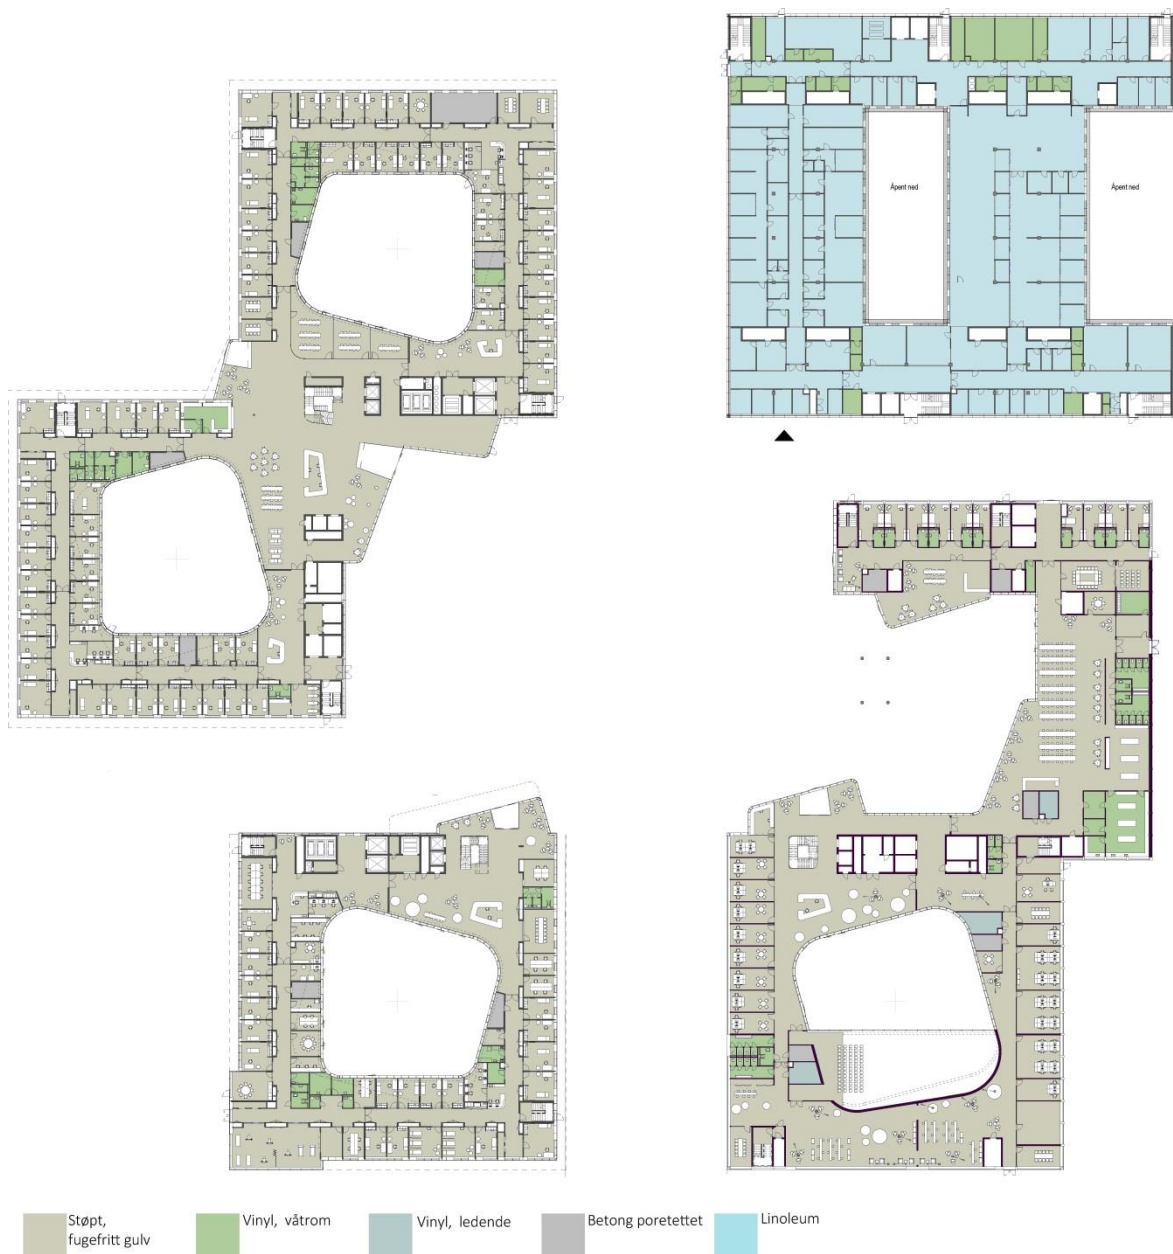 Åpent ned
Åpent ned
Støpt,
fugefritt gulv
Vinyl, våtrom
Vinyl, ledende
Betong poretettet
Linoleum